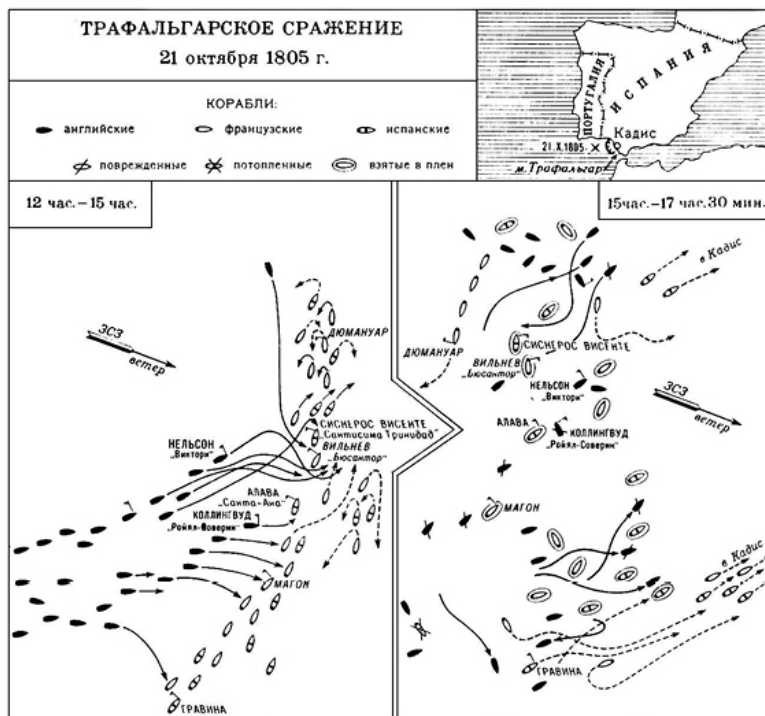 ТРАФАЛЬГАРСКОЕ СРАЖЕНИЕ
21 октября 1805 г.
КОРАБЛИ:
английские
французские
испанские
поврежденные
потопленные
взятые в плен
ПОРТУГАЛИЯ
ИСПАНИЯ
Кадис
21.X.1805
м. Трафальгар
12 час.–15 час.
ЗСЗ
ветер
ДЮМАНУАР
СИСНЕРОС ВИСЕНТЕ
„Сантисима Тринидад"
ВИЛЬНЕВ
„Бюсантор"
НЕЛЬСОН
„Виктори"
АЛАВА
„Санта-Ана"
КОЛЛИНГВУД
„Ройял-Соверин"
МАГОН
ГРАВИНА
15час.–17 час.30 мин.
в Кадис
ДЮМАНУАР
СИСНЕРОС ВИСЕНТЕ
ВИЛЬНЕВ
„Бюсантор"
НЕЛЬСОН
„Виктори"
ЗСЗ
ветер
АЛАВА
КОЛЛИНГВУД
„Ройял-Соверин"
МАГОН
в Кадис
ГРАВИНА